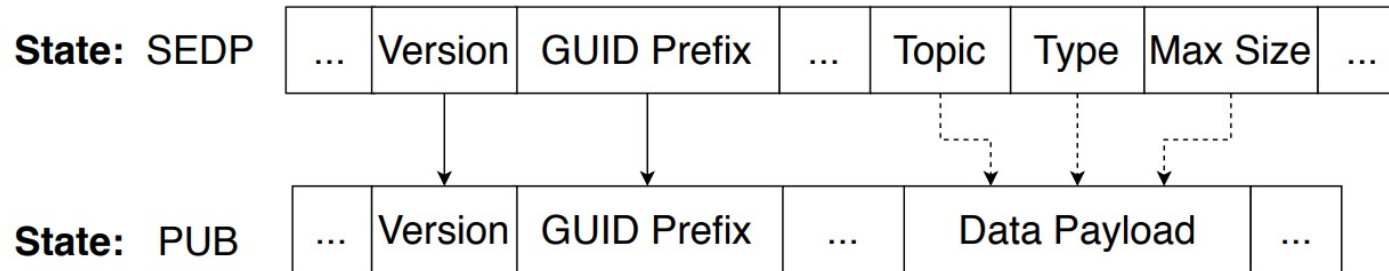 State: SEDP ... Version GUID Prefix ... Topic Type Max Size ...
State: PUB ... Version GUID Prefix ... Data Payload ...